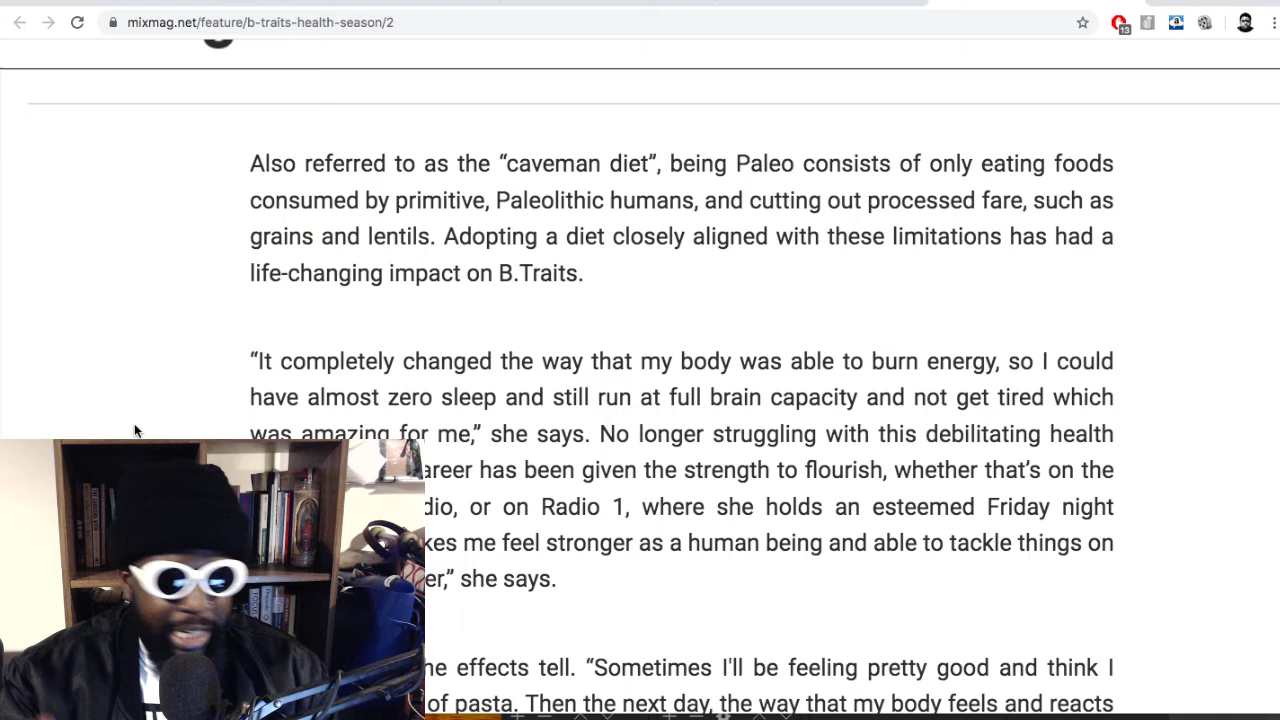 mixmag.net/feature/b-traits-health-season/2
13
Also referred to as the “caveman diet”, being Paleo consists of only eating foods
consumed by primitive, Paleolithic humans, and cutting out processed fare, such as
grains and lentils. Adopting a diet closely aligned with these limitations has had a
life-changing impact on B.Traits.
“It completely changed the way that my body was able to burn energy, so I could
have almost zero sleep and still run at full brain capacity and not get tired which
was amazing for me,” she says. No longer struggling with this debilitating health
areer has been given the strength to flourish, whether that’s on the
dio, or on Radio 1, where she holds an esteemed Friday night
kes me feel stronger as a human being and able to tackle things on
er,” she says.
he effects tell. “Sometimes I'll be feeling pretty good and think I
of pasta. Then the next day, the way that my body feels and reacts